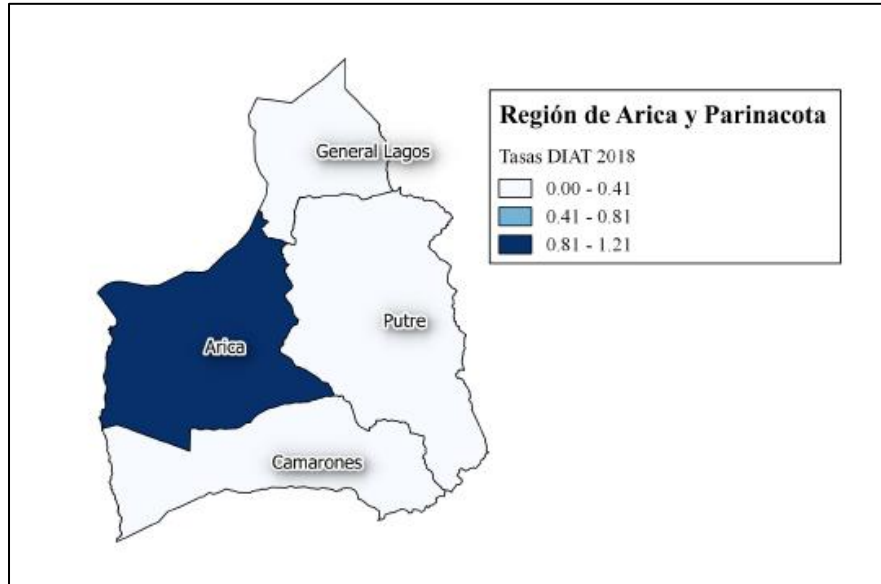 Región de Arica y Parinacota
Tasas DIAT 2018
0.00 - 0.41
0.41 - 0.81
0.81 - 1.21
General Lagos
Putre
Arica
Camarones